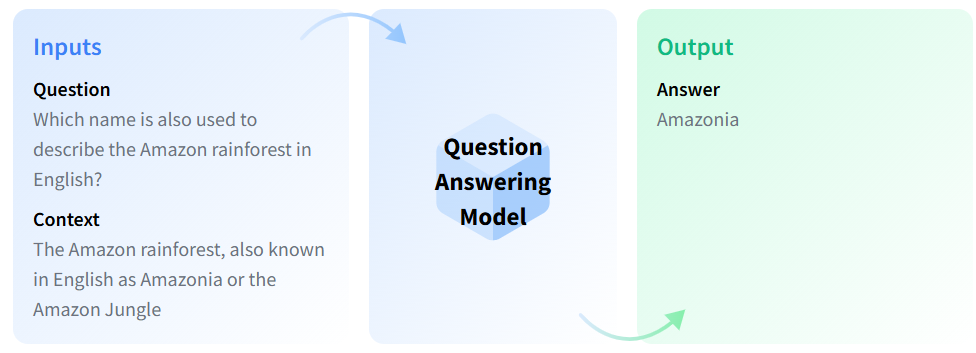 Inputs
Question
Which name is also used to
describe the Amazon rainforest in
English?
Context
The Amazon rainforest, also known
in English as Amazonia or the
Amazon Jungle
Question
Answering
Model
Output
Answer
Amazonia